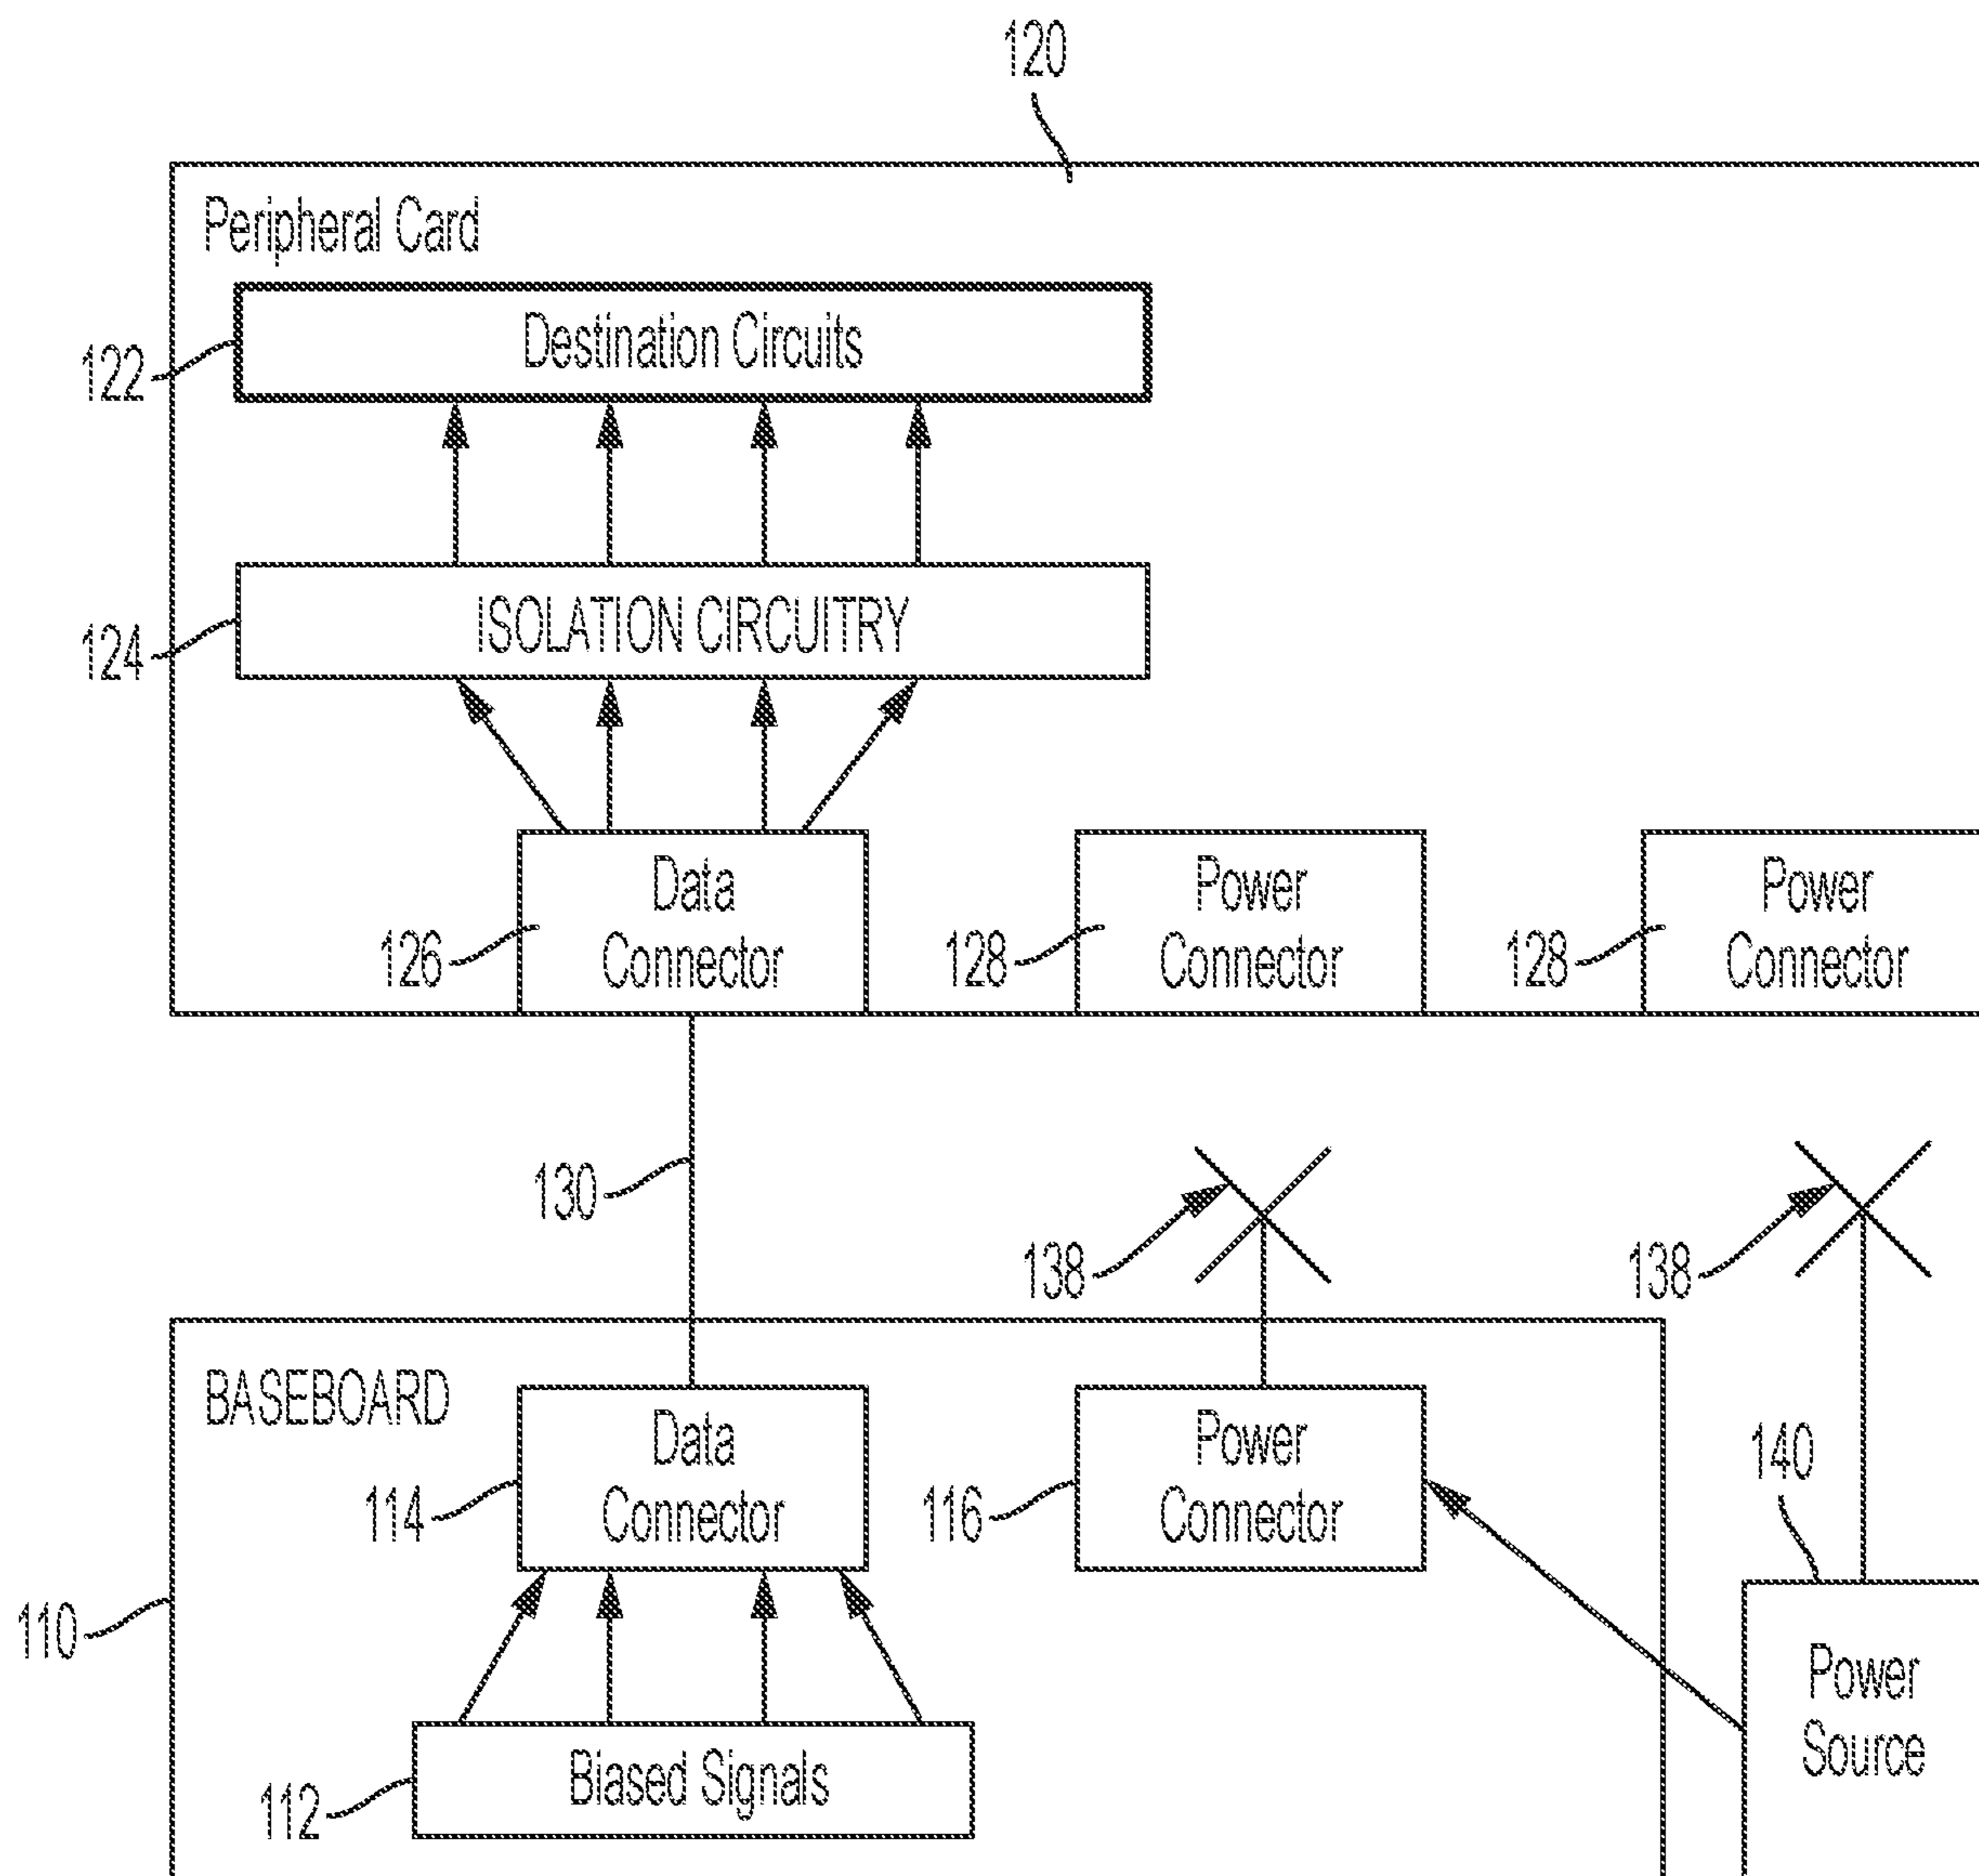 120
Peripheral Card
Destination Circuits
122
ISOLATION CIRCUITRY
124
Data
Connector
126
Power
Connector
128
Power
Connector
128
130
138
138
BASEBOARD
Data
Connector
114
Power
Connector
116
140
110
Power
Source
Biased Signals
112